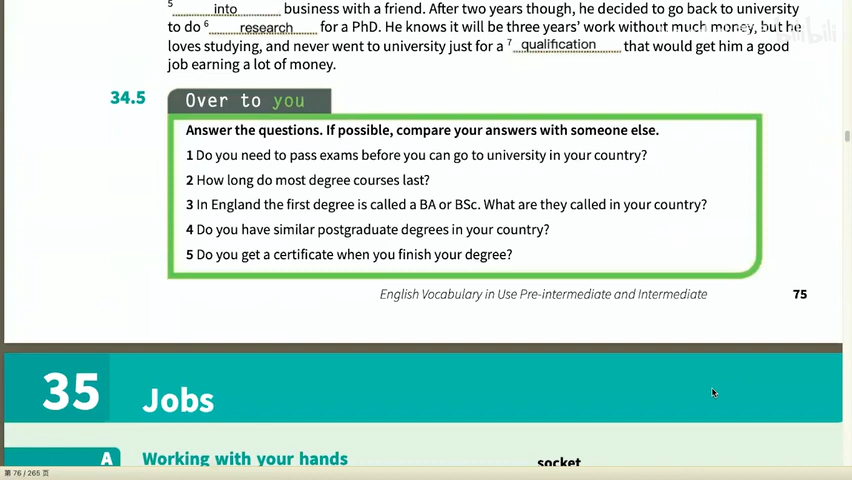 5 into business with a friend. After two years though, he decided to go back to university
to do 6 research for a PhD. He knows it will be three years' work without much money, but he
loves studying, and never went to university just for a 7 qualification that would get him a good
job earning a lot of money.
34.5 Over to you
Answer the questions. If possible, compare your answers with someone else.
1 Do you need to pass exams before you can go to university in your country?
2 How long do most degree courses last?
3 In England the first degree is called a BA or BSc. What are they called in your country?
4 Do you have similar postgraduate degrees in your country?
5 Do you get a certificate when you finish your degree?
English Vocabulary in Use Pre-intermediate and Intermediate 75
35 Jobs
A Working with your hands
socket
第 76 / 265 页